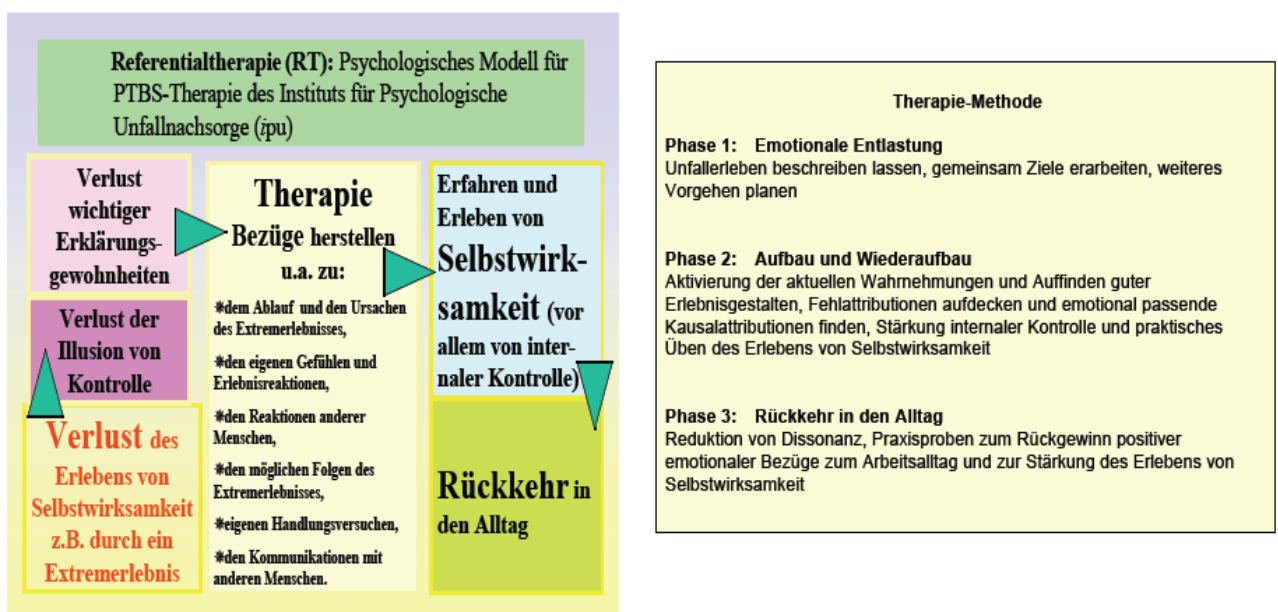 Referentialtherapie (RT): Psychologisches Modell für
PTBS-Therapie des Instituts für Psychologische
Unfallnachsorge (ipu)
Verlust
wichtiger
Erklärungs-
gewohnheiten
Verlust der
Illusion von
Kontrolle
Verlust des
Erlebens von
Selbstwirksamkeit
z.B. durch ein
Extremerlebnis
Therapie
Bezüge herstellen
u.a. zu:
*dem Ablauf und den Ursachen
des Extremerlebnisses,
*den eigenen Gefühlen und
Erlebnisreaktionen,
*den Reaktionen anderer
Menschen,
*den möglichen Folgen des
Extremerlebnisses,
*eigenen Handlungsversuchen,
*den Kommunikationen mit
anderen Menschen.
Erfahren und
Erleben von
Selbstwirk-
samkeit (vor
allem von inter-
naler Kontrolle)
Rückkehr in
den Alltag
Therapie-Methode
Phase 1: Emotionale Entlastung
Unfallerleben beschreiben lassen, gemeinsam Ziele erarbeiten, weiteres
Vorgehen planen
Phase 2: Aufbau und Wiederaufbau
Aktivierung der aktuellen Wahrnehmungen und Auffinden guter
Erlebnisgestalten, Fehlattributionen aufdecken und emotional passende
Kausalattributionen finden, Stärkung internaler Kontrolle und praktisches
Üben des Erlebens von Selbstwirksamkeit
Phase 3: Rückkehr in den Alltag
Reduktion von Dissonanz, Praxisproben zum Rückgewinn positiver
emotionaler Bezüge zum Arbeitsalltag und zur Stärkung des Erlebens von
Selbstwirksamkeit